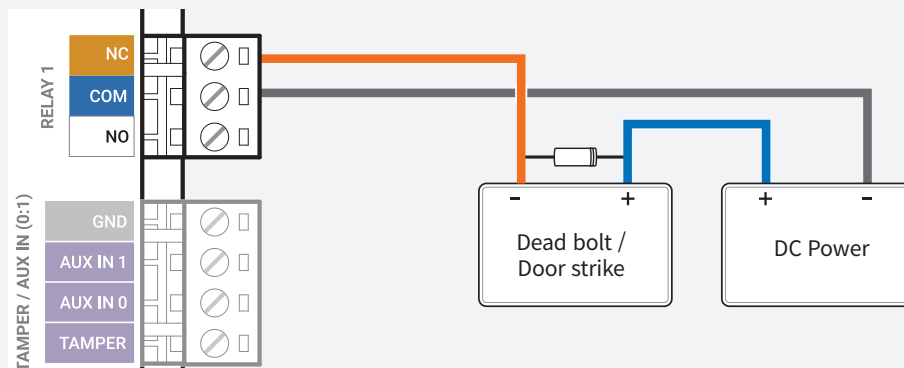 RELAY 1
NC
COM
NO
TAMPER / AUX IN (0:1)
GND
AUX IN 1
AUX IN 0
TAMPER
- +
Dead bolt /
Door strike
+ -
DC Power